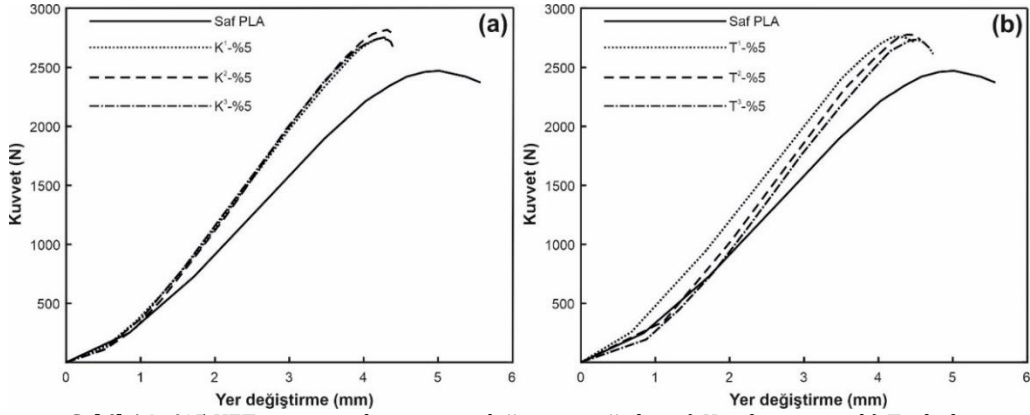 3000
2500
2000
1500
1000
500
0 1 2 3 4 5 6
Kuvvet (N)
Yer değiştirme (mm)
Saf PLA
K¹-%5
K²-%5
K³-%5
(a)
3000
2500
2000
1500
1000
500
0 1 2 3 4 5 6
Kuvvet (N)
Yer değiştirme (mm)
Saf PLA
T¹-%5
T²-%5
T³-%5
(b)